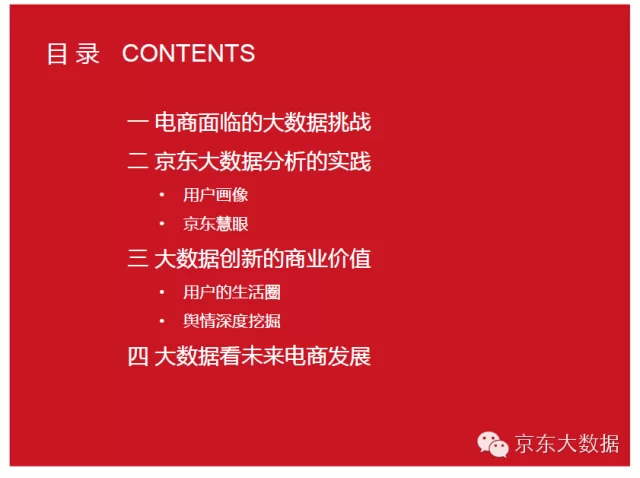 目 录 CONTENTS
一 电商面临的大数据挑战
二 京东大数据分析的实践
• 用户画像
• 京东慧眼
三 大数据创新的商业价值
• 用户的生活圈
• 舆情深度挖掘
四 大数据看未来电商发展
京东大数据